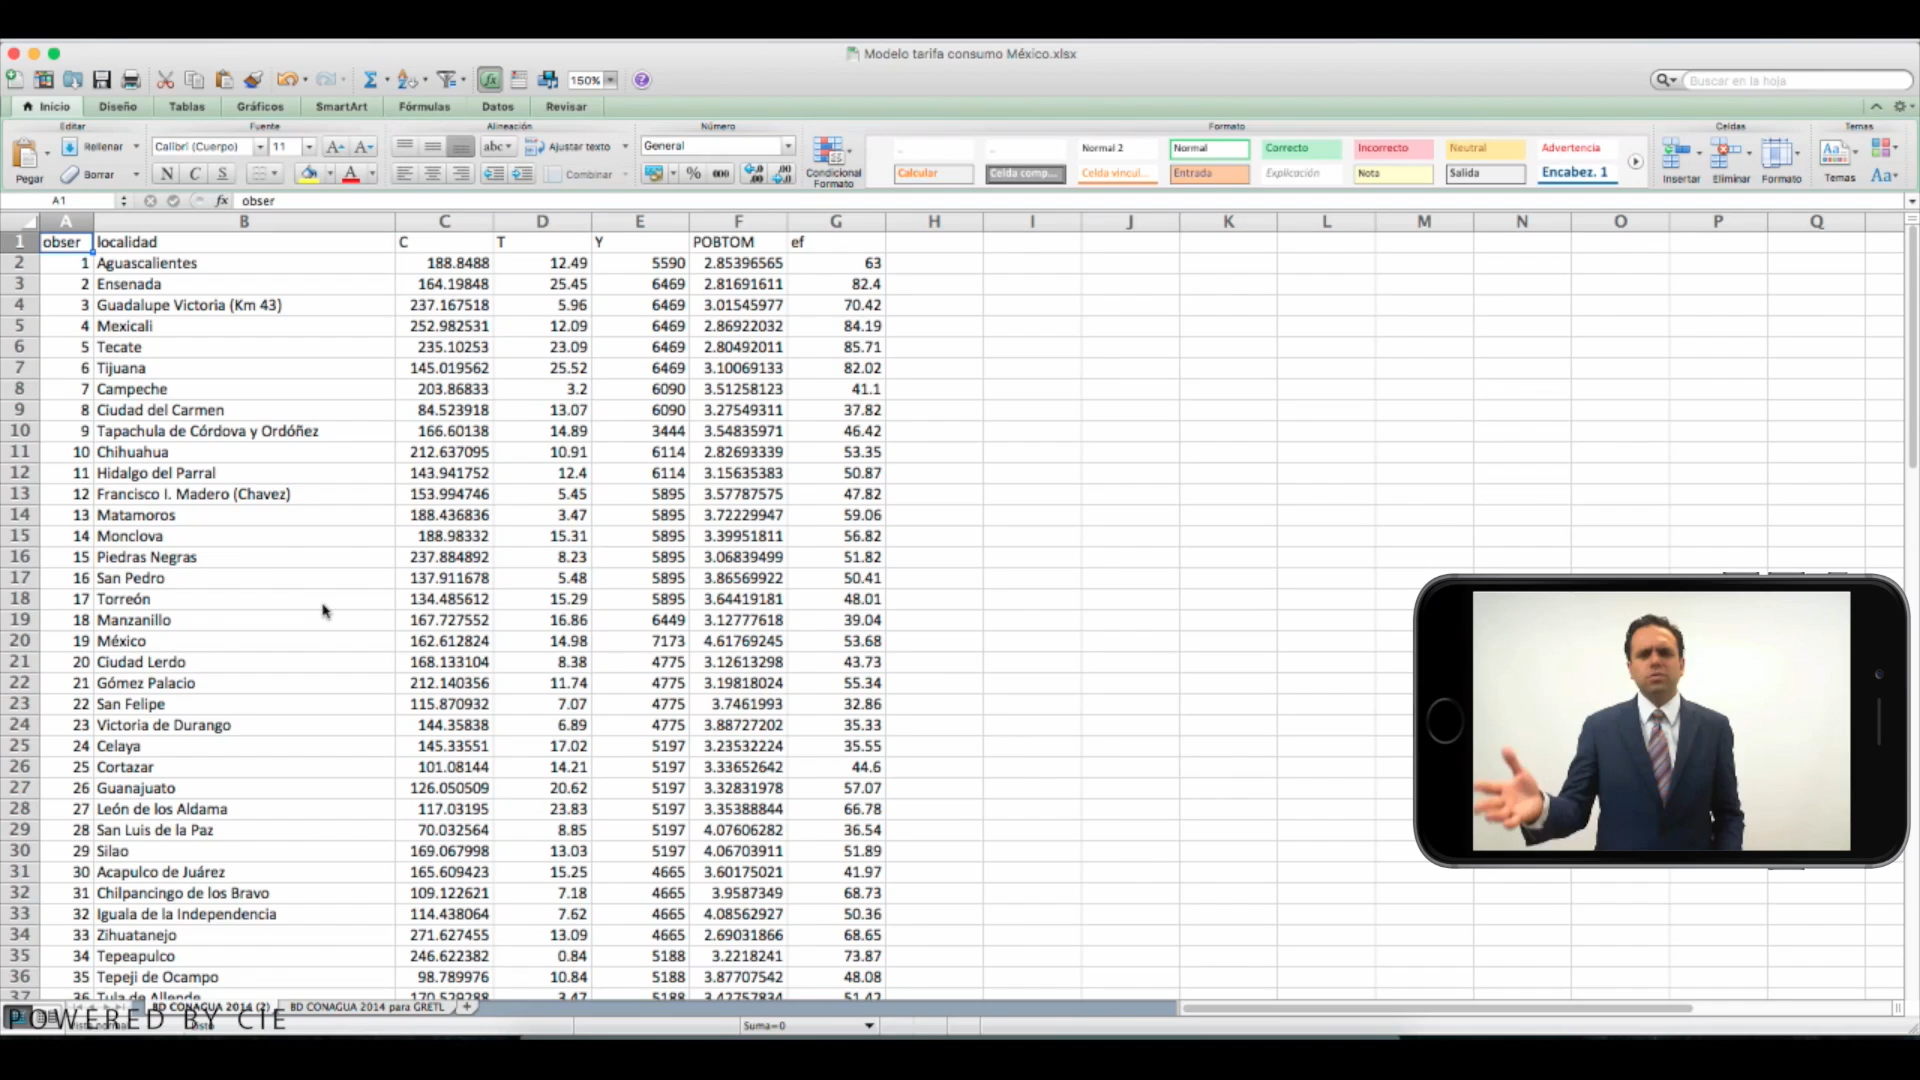 Modelo tarifa consumo México.xlsx
150%
Buscar en la hoja
Inicio Diseño Tablas Gráficos SmartArt Fórmulas Datos Revisar
Editar Fuente Alineación Número Formato Celdas Temas
Rellenar Calibri (Cuerpo) 11 abc Ajustar texto General Normal 2 Normal Correcto Incorrecto Neutral Advertencia
Pegar Borrar N C S Combinar % 000 Condicional Formato Calcular Celda comp... Celda vincul... Entrada Explicación Nota Salida Encabez. 1 Insertar Eliminar Formato Temas Aa
A1 fx obser
A B C D E F G H I J K L M N O P Q
1 obser localidad C T Y POBTOM ef
2 1 Aguascalientes 188.8488 12.49 5590 2.85396565 63
3 2 Ensenada 164.19848 25.45 6469 2.81691611 82.4
4 3 Guadalupe Victoria (Km 43) 237.167518 5.96 6469 3.01545977 70.42
5 4 Mexicali 252.982531 12.09 6469 2.86922032 84.19
6 5 Tecate 235.10253 23.09 6469 2.80492011 85.71
7 6 Tijuana 145.019562 25.52 6469 3.10069133 82.02
8 7 Campeche 203.86833 3.2 6090 3.51258123 41.1
9 8 Ciudad del Carmen 84.523918 13.07 6090 3.27549311 37.82
10 9 Tapachula de Córdova y Ordóñez 166.60138 14.89 3444 3.54835971 46.42
11 10 Chihuahua 212.637095 10.91 6114 2.82693339 53.35
12 11 Hidalgo del Parral 143.941752 12.4 6114 3.15635383 50.87
13 12 Francisco I. Madero (Chavez) 153.994746 5.45 5895 3.57787575 47.82
14 13 Matamoros 188.436836 3.47 5895 3.72229947 59.06
15 14 Monclova 188.98332 15.31 5895 3.39951811 56.82
16 15 Piedras Negras 237.884892 8.23 5895 3.06839499 51.82
17 16 San Pedro 137.911678 5.48 5895 3.86569922 50.41
18 17 Torreón 134.485612 15.29 5895 3.64419181 48.01
19 18 Manzanillo 167.727552 16.86 6449 3.12777618 39.04
20 19 México 162.612824 14.98 7173 4.61769245 53.68
21 20 Ciudad Lerdo 168.133104 8.38 4775 3.12613298 43.73
22 21 Gómez Palacio 212.140356 11.74 4775 3.19818024 55.34
23 22 San Felipe 115.870932 7.07 4775 3.7461993 32.86
24 23 Victoria de Durango 144.35838 6.89 4775 3.88727202 35.33
25 24 Celaya 145.33551 17.02 5197 3.23532224 35.55
26 25 Cortazar 101.08144 14.21 5197 3.33652642 44.6
27 26 Guanajuato 126.050509 20.62 5197 3.32831978 57.07
28 27 León de los Aldama 117.03195 23.83 5197 3.35388844 66.78
29 28 San Luis de la Paz 70.032564 8.85 5197 4.07606282 36.54
30 29 Silao 169.067998 13.03 5197 4.06703911 51.89
31 30 Acapulco de Juárez 165.609423 15.25 4665 3.60175021 41.97
32 31 Chilpancingo de los Bravo 109.122621 7.18 4665 3.9587349 68.73
33 32 Iguala de la Independencia 114.438064 7.62 4665 4.08562927 50.36
34 33 Zihuatanejo 271.627455 13.09 4665 2.69031866 68.65
35 34 Tepeapulco 246.622382 0.84 5188 3.2218241 73.87
36 35 Tepeji de Ocampo 98.789976 10.84 5188 3.87707542 48.08
37 36 Tula de Allende 170.529288 3.47 5188 3.42757834 51.42
BD CONAGUA 2014 (2) BD CONAGUA 2014 para GRETL +
POWERED BY CIE
Suma=0